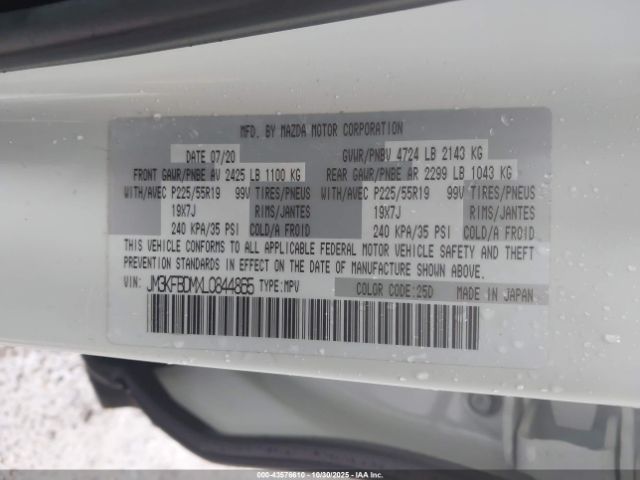 MFD. BY MAZDA MOTOR CORPORATION
DATE 07/20 GVWR/PNBV 4724 LB 2143 KG
FRONT GAWR/PNBE AV 2425 LB 1100 KG REAR GAWR/PNBE AR 2299 LB 1043 KG
WITH/AVEC P225/55R19 99V TIRES/PNEUS WITH/AVEC P225/55R19 99V TIRES/PNEUS
19X7J RIMS/JANTES 19X7J RIMS/JANTES
240 KPA/35 PSI COLD/A FROID 240 KPA/35 PSI COLD/A FROID
THIS VEHICLE CONFORMS TO ALL APPLICABLE FEDERAL MOTOR VEHICLE SAFETY AND THEFT
PREVENTION STANDARDS IN EFFECT ON THE DATE OF MANUFACTURE SHOWN ABOVE.
VIN: JM3KFBDMXL0844865 TYPE:MPV COLOR CODE:25D MADE IN JAPAN
000-43576610 | 10/30/2025 | © IAA Holdings, LLC